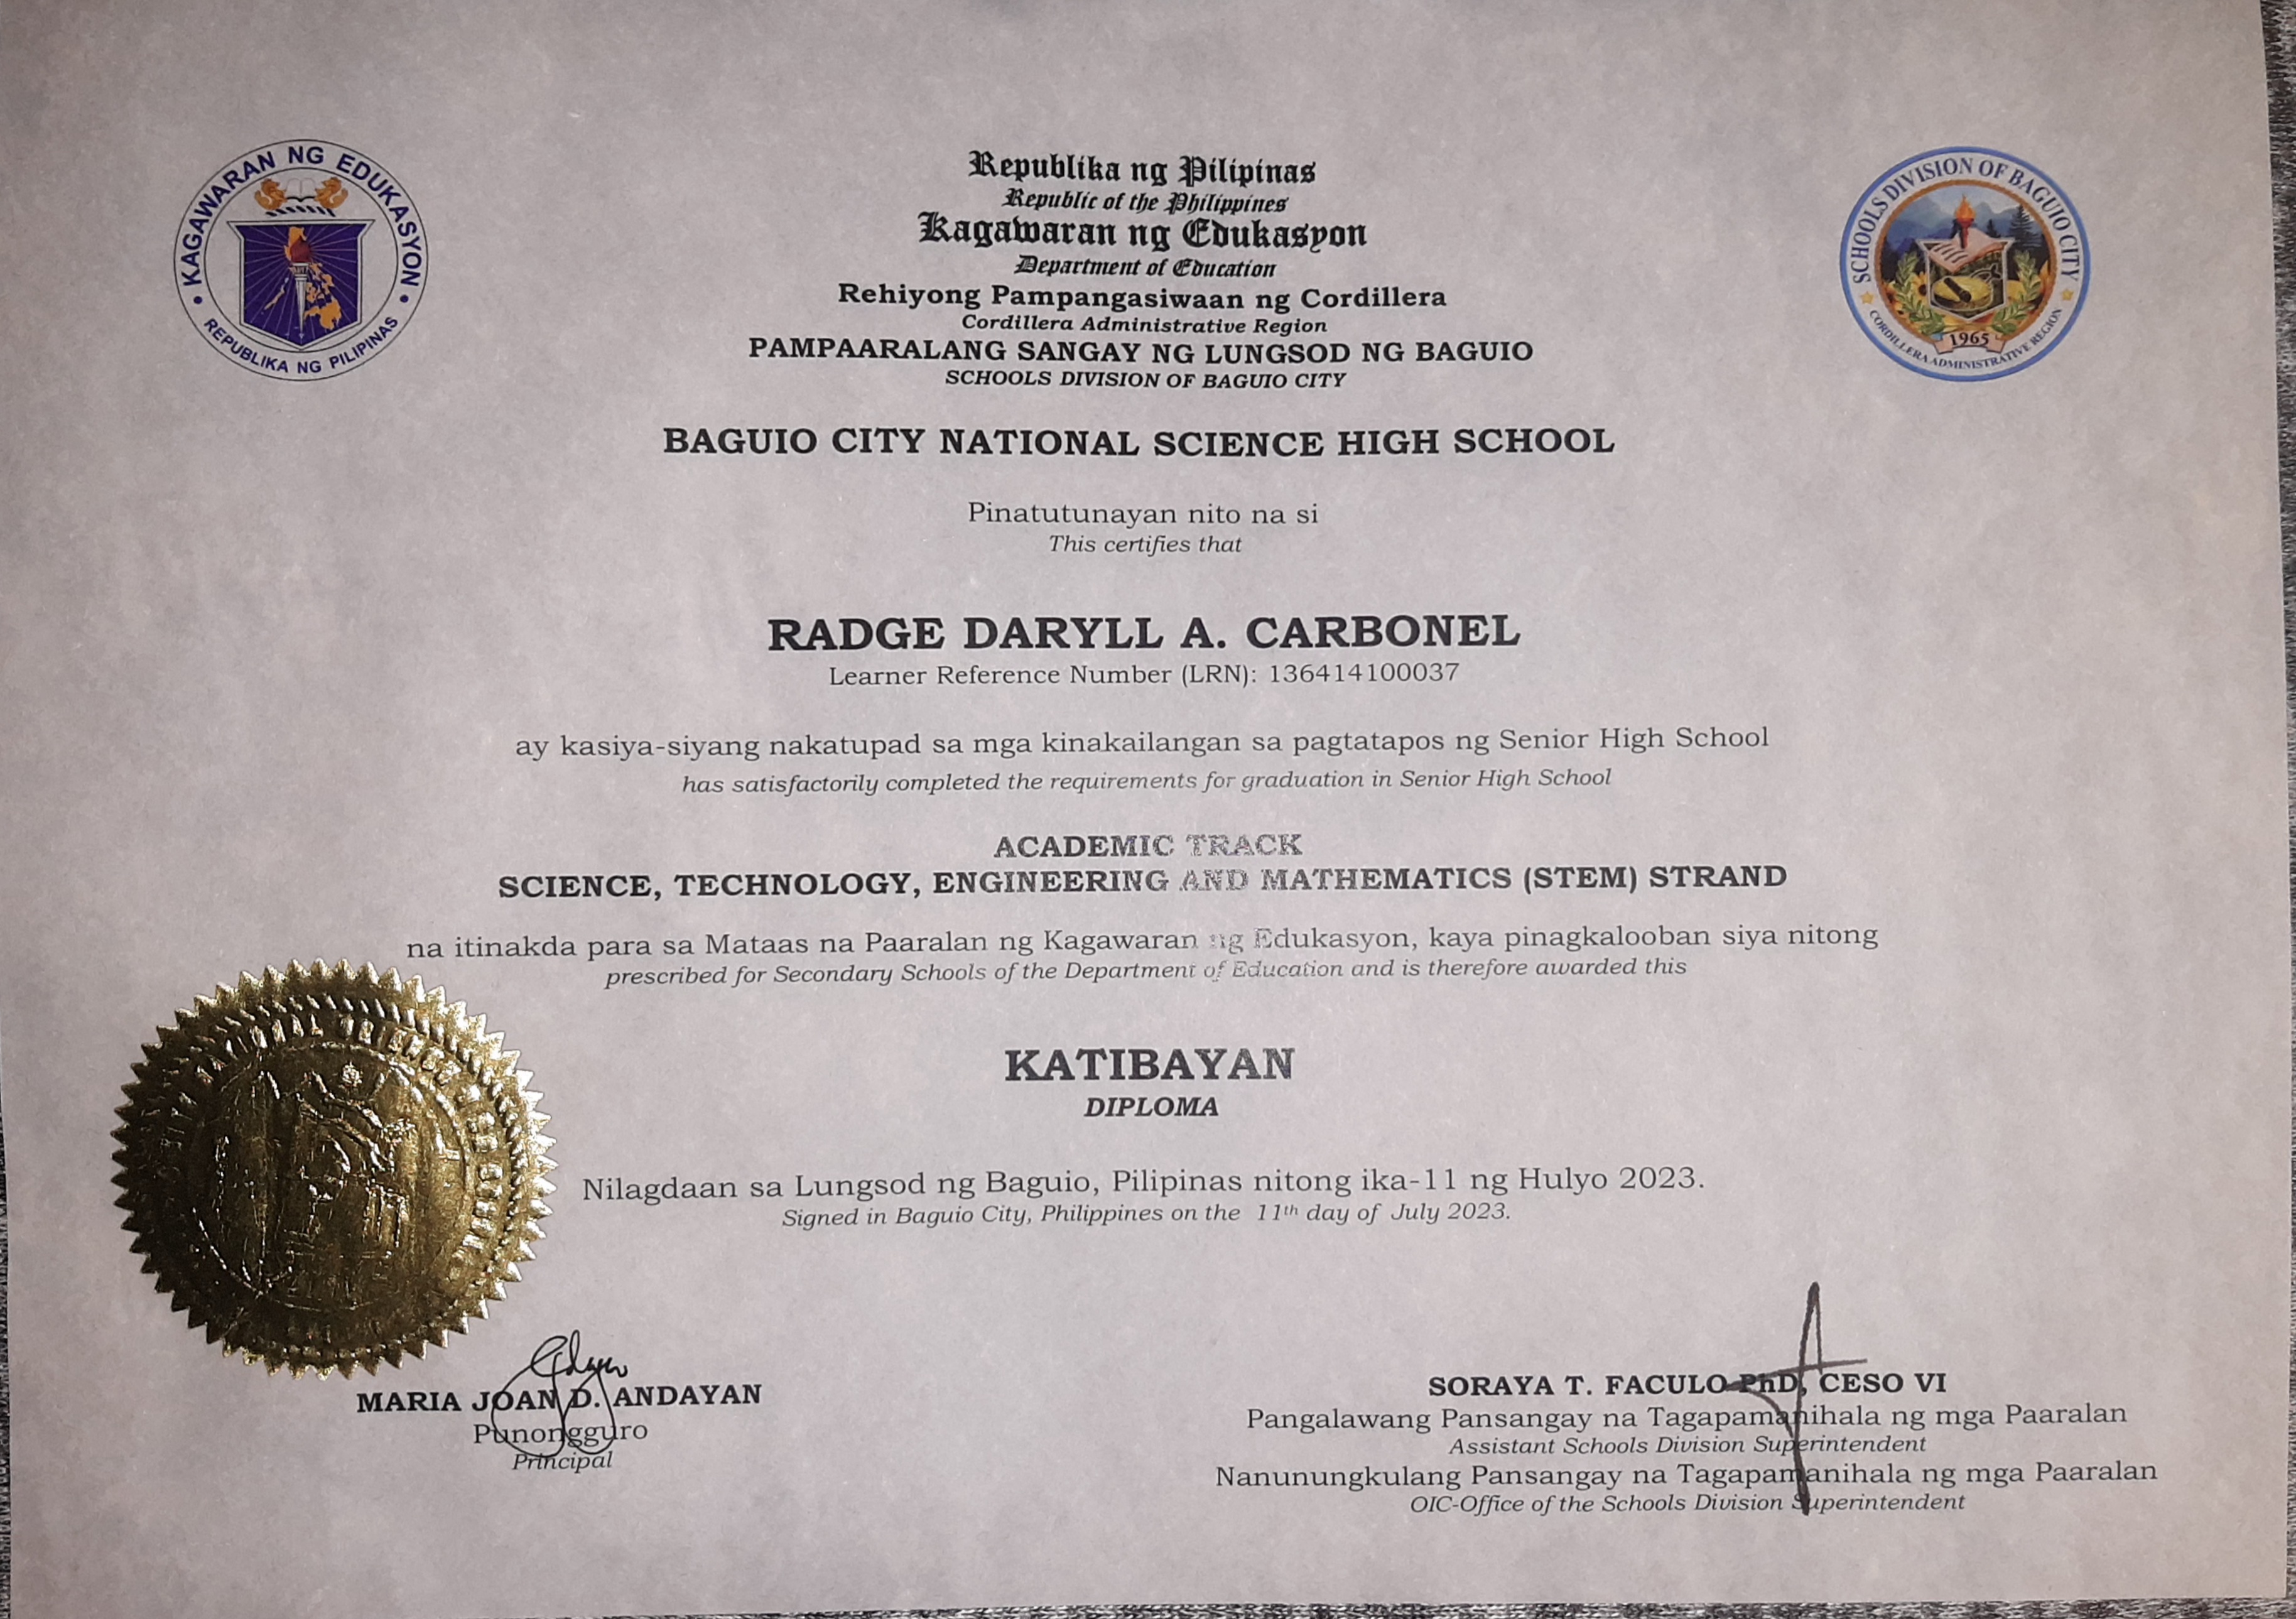 KAGAWARAN NG EDUKASYON
REPUBLIKA NG PILIPINAS
SCHOOLS DIVISION OF BAGUIO CITY
CORDILLERA ADMINISTRATIVE REGION
1965
Republika ng Pilipinas
Republic of the Philippines
Kagawaran ng Edukasyon
Department of Education
Rehiyong Pampangasiwaan ng Cordillera
Cordillera Administrative Region
PAMPAARALANG SANGAY NG LUNGSOD NG BAGUIO
SCHOOLS DIVISION OF BAGUIO CITY
BAGUIO CITY NATIONAL SCIENCE HIGH SCHOOL
Pinatutunayan nito na si
This certifies that
RADGE DARYLL A. CARBONEL
Learner Reference Number (LRN): 136414100037
ay kasiya-siyang nakatupad sa mga kinakailangan sa pagtatapos ng Senior High School
has satisfactorily completed the requirements for graduation in Senior High School
ACADEMIC TRACK
SCIENCE, TECHNOLOGY, ENGINEERING AND MATHEMATICS (STEM) STRAND
na itinakda para sa Mataas na Paaralan ng Kagawaran ng Edukasyon, kaya pinagkalooban siya nitong
prescribed for Secondary Schools of the Department of Education and is therefore awarded this
KATIBAYAN
DIPLOMA
Nilagdaan sa Lungsod ng Baguio, Pilipinas nitong ika-11 ng Hulyo 2023.
Signed in Baguio City, Philippines on the 11th day of July 2023.
MARIA JOAN D. ANDAYAN
Punongguro
Principal
SORAYA T. FACULO PhD, CESO VI
Pangalawang Pansangay na Tagapamanihala ng mga Paaralan
Assistant Schools Division Superintendent
Nanunungkulang Pansangay na Tagapamanihala ng mga Paaralan
OIC-Office of the Schools Division Superintendent